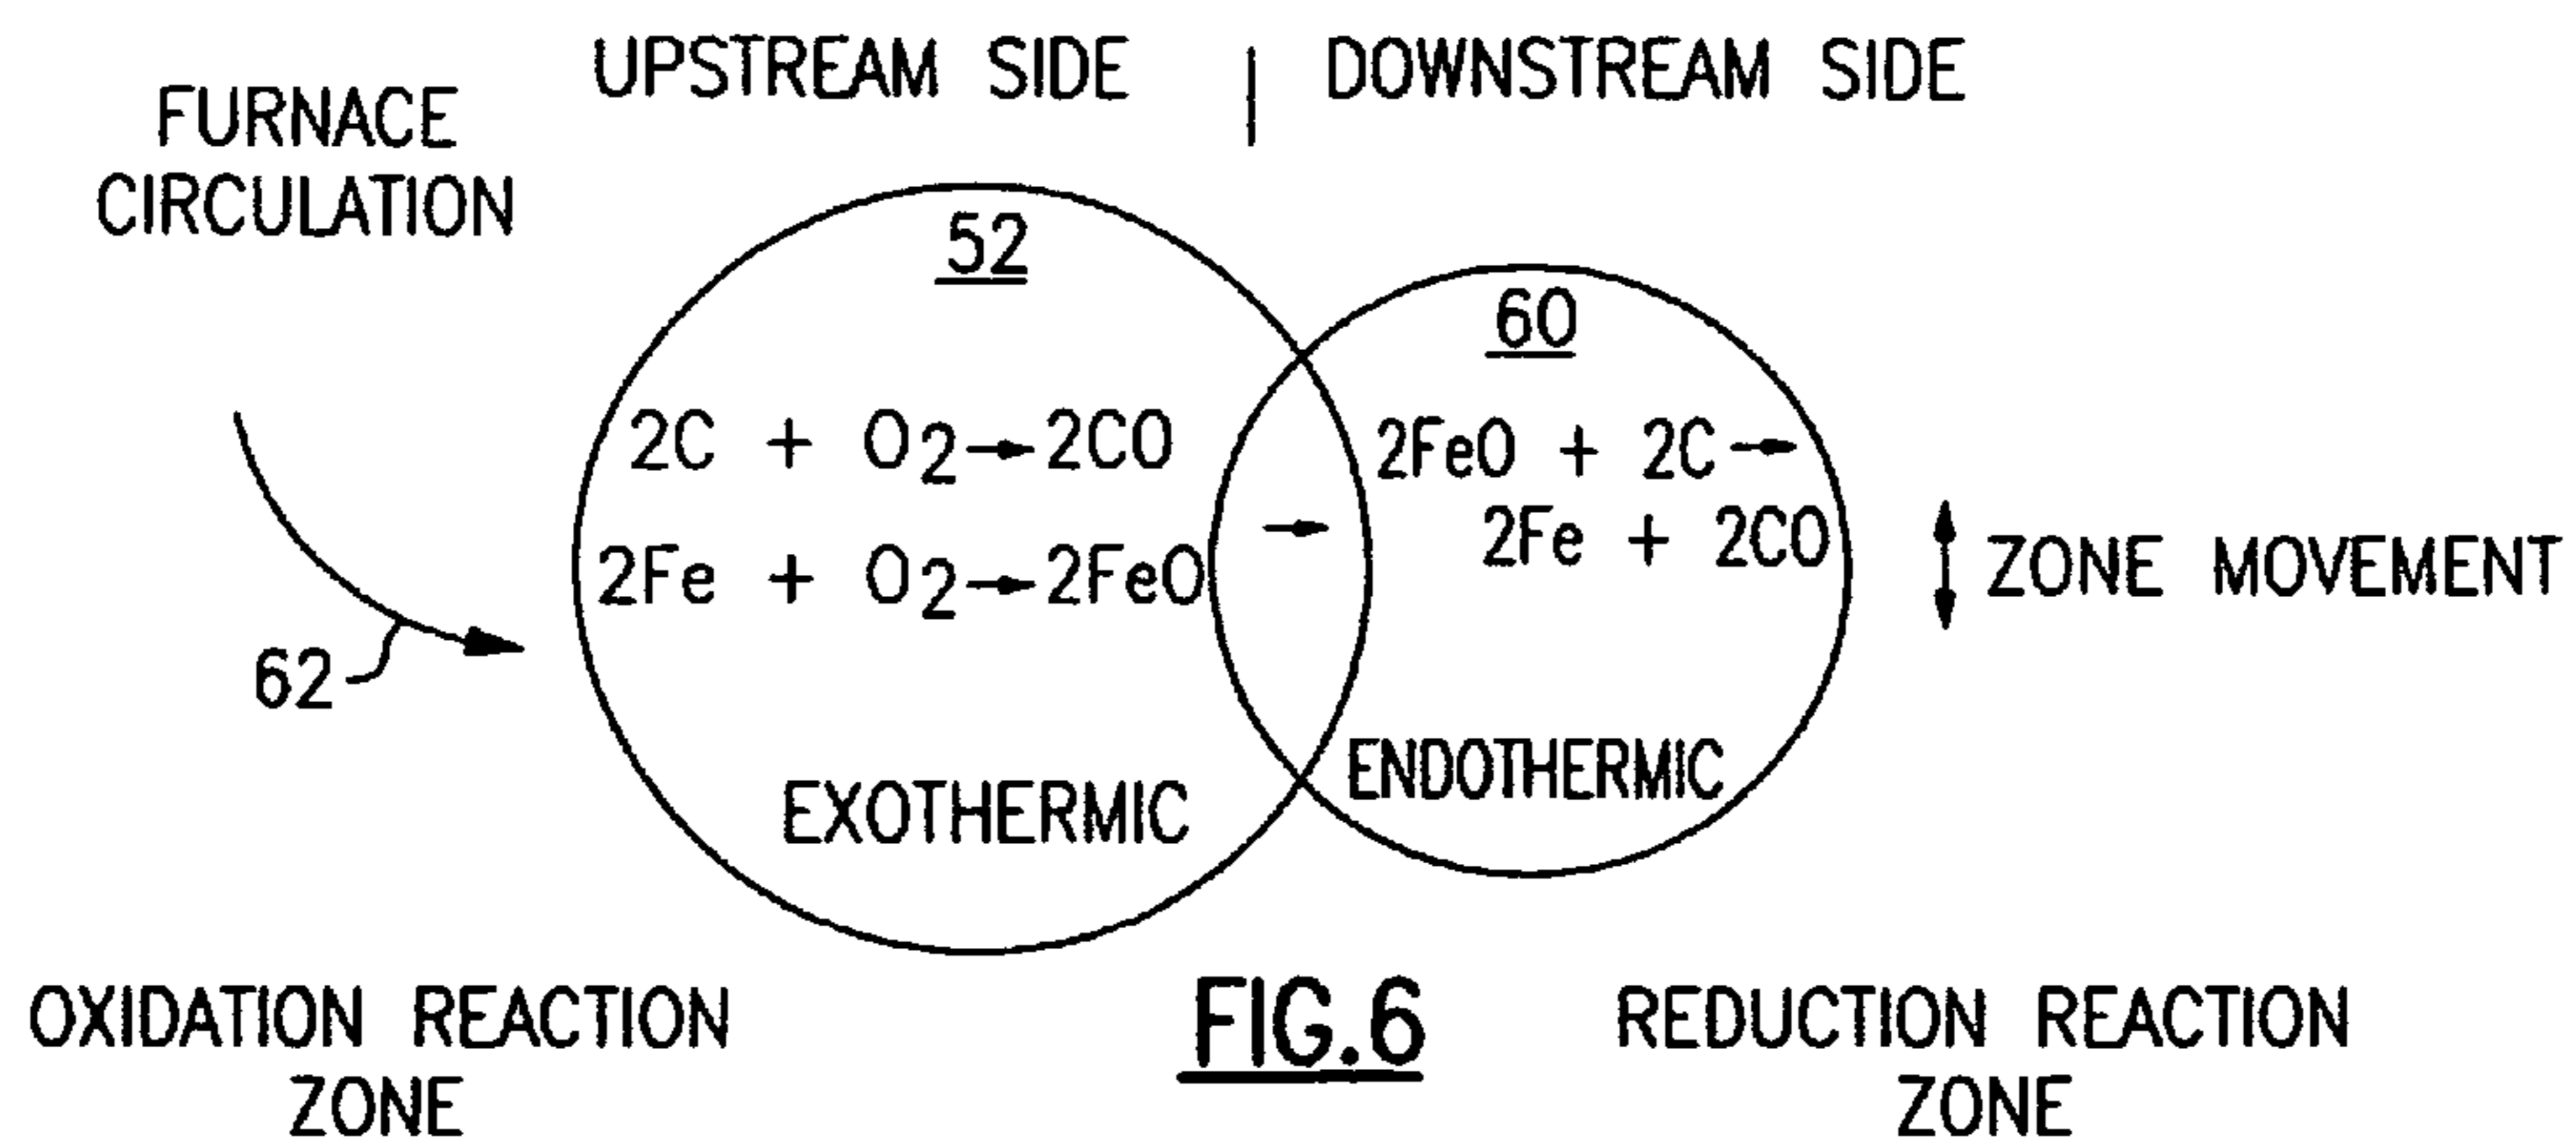 UPSTREAM SIDE | DOWNSTREAM SIDE
FURNACE
CIRCULATION
52
60
2C + O2→2CO
2Fe + O2→2FeO
→
2FeO + 2C→
2Fe + 2CO
ZONE MOVEMENT
62
EXOTHERMIC
ENDOTHERMIC
OXIDATION REACTION
ZONE
FIG.6
REDUCTION REACTION
ZONE